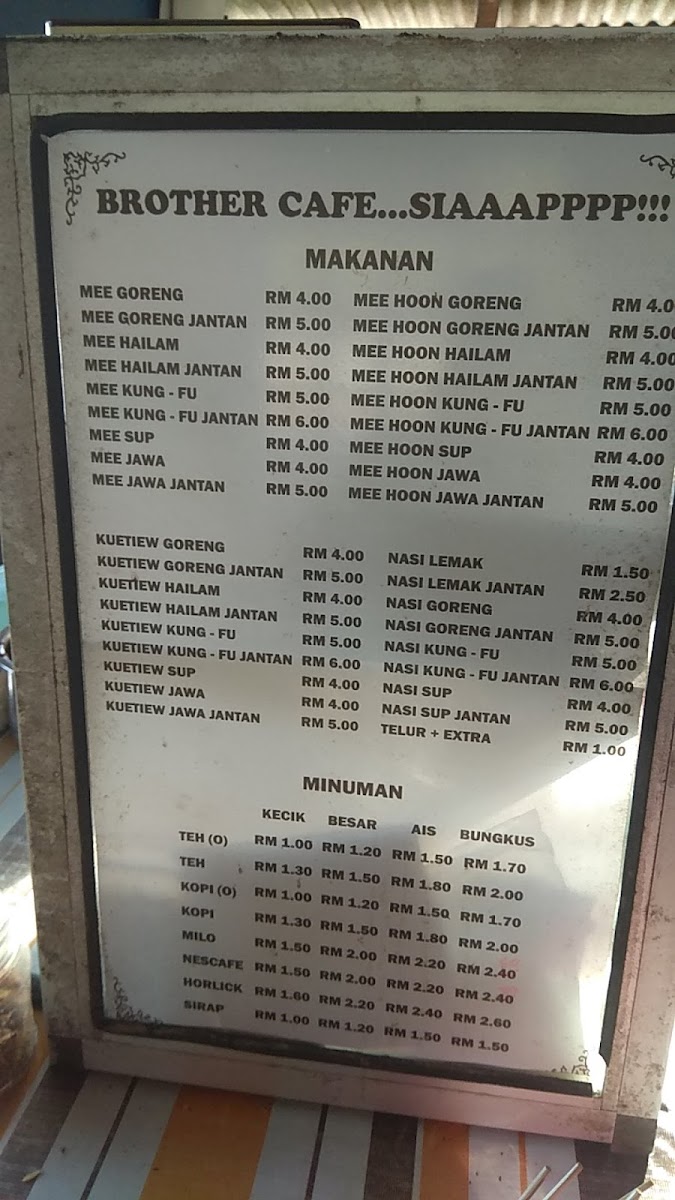 BROTHER CAFE...SIAAAPPPP!!!
MAKANAN
MEE GORENG RM 4.00 MEE HOON GORENG RM 4.0
MEE GORENG JANTAN RM 5.00 MEE HOON GORENG JANTAN RM 5.00
MEE HAILAM RM 4.00 MEE HOON HAILAM RM 4.00
MEE HAILAM JANTAN RM 5.00 MEE HOON HAILAM JANTAN RM 5.00
MEE KUNG - FU RM 5.00 MEE HOON KUNG - FU RM 5.00
MEE KUNG - FU JANTAN RM 6.00 MEE HOON KUNG - FU JANTAN RM 6.00
MEE SUP RM 4.00 MEE HOON SUP RM 4.00
MEE JAWA RM 4.00 MEE HOON JAWA RM 4.00
MEE JAWA JANTAN RM 5.00 MEE HOON JAWA JANTAN RM 5.00
KUETIEW GORENG RM 4.00 NASI LEMAK RM 1.50
KUETIEW GORENG JANTAN RM 5.00 NASI LEMAK JANTAN RM 2.50
KUETIEW HAILAM RM 4.00 NASI GORENG RM 4.00
KUETIEW HAILAM JANTAN RM 5.00 NASI GORENG JANTAN RM 5.00
KUETIEW KUNG - FU RM 5.00 NASI KUNG - FU RM 5.00
KUETIEW KUNG - FU JANTAN RM 6.00 NASI KUNG - FU JANTAN RM 6.00
KUETIEW SUP RM 4.00 NASI SUP RM 4.00
KUETIEW JAWA RM 4.00 NASI SUP JANTAN RM 5.00
KUETIEW JAWA JANTAN RM 5.00 TELUR + EXTRA RM 1.00
MINUMAN
KECIK BESAR AIS BUNGKUS
TEH (O) RM 1.00 RM 1.20 RM 1.50 RM 1.70
TEH RM 1.30 RM 1.50 RM 1.80 RM 2.00
KOPI (O) RM 1.00 RM 1.20 RM 1.50 RM 1.70
KOPI RM 1.30 RM 1.50 RM 1.80 RM 2.00
MILO RM 1.50 RM 2.00 RM 2.20 RM 2.40
NESCAFE RM 1.50 RM 2.00 RM 2.20 RM 2.40
HORLICK RM 1.60 RM 2.20 RM 2.40 RM 2.60
SIRAP RM 1.00 RM 1.20 RM 1.50 RM 1.50